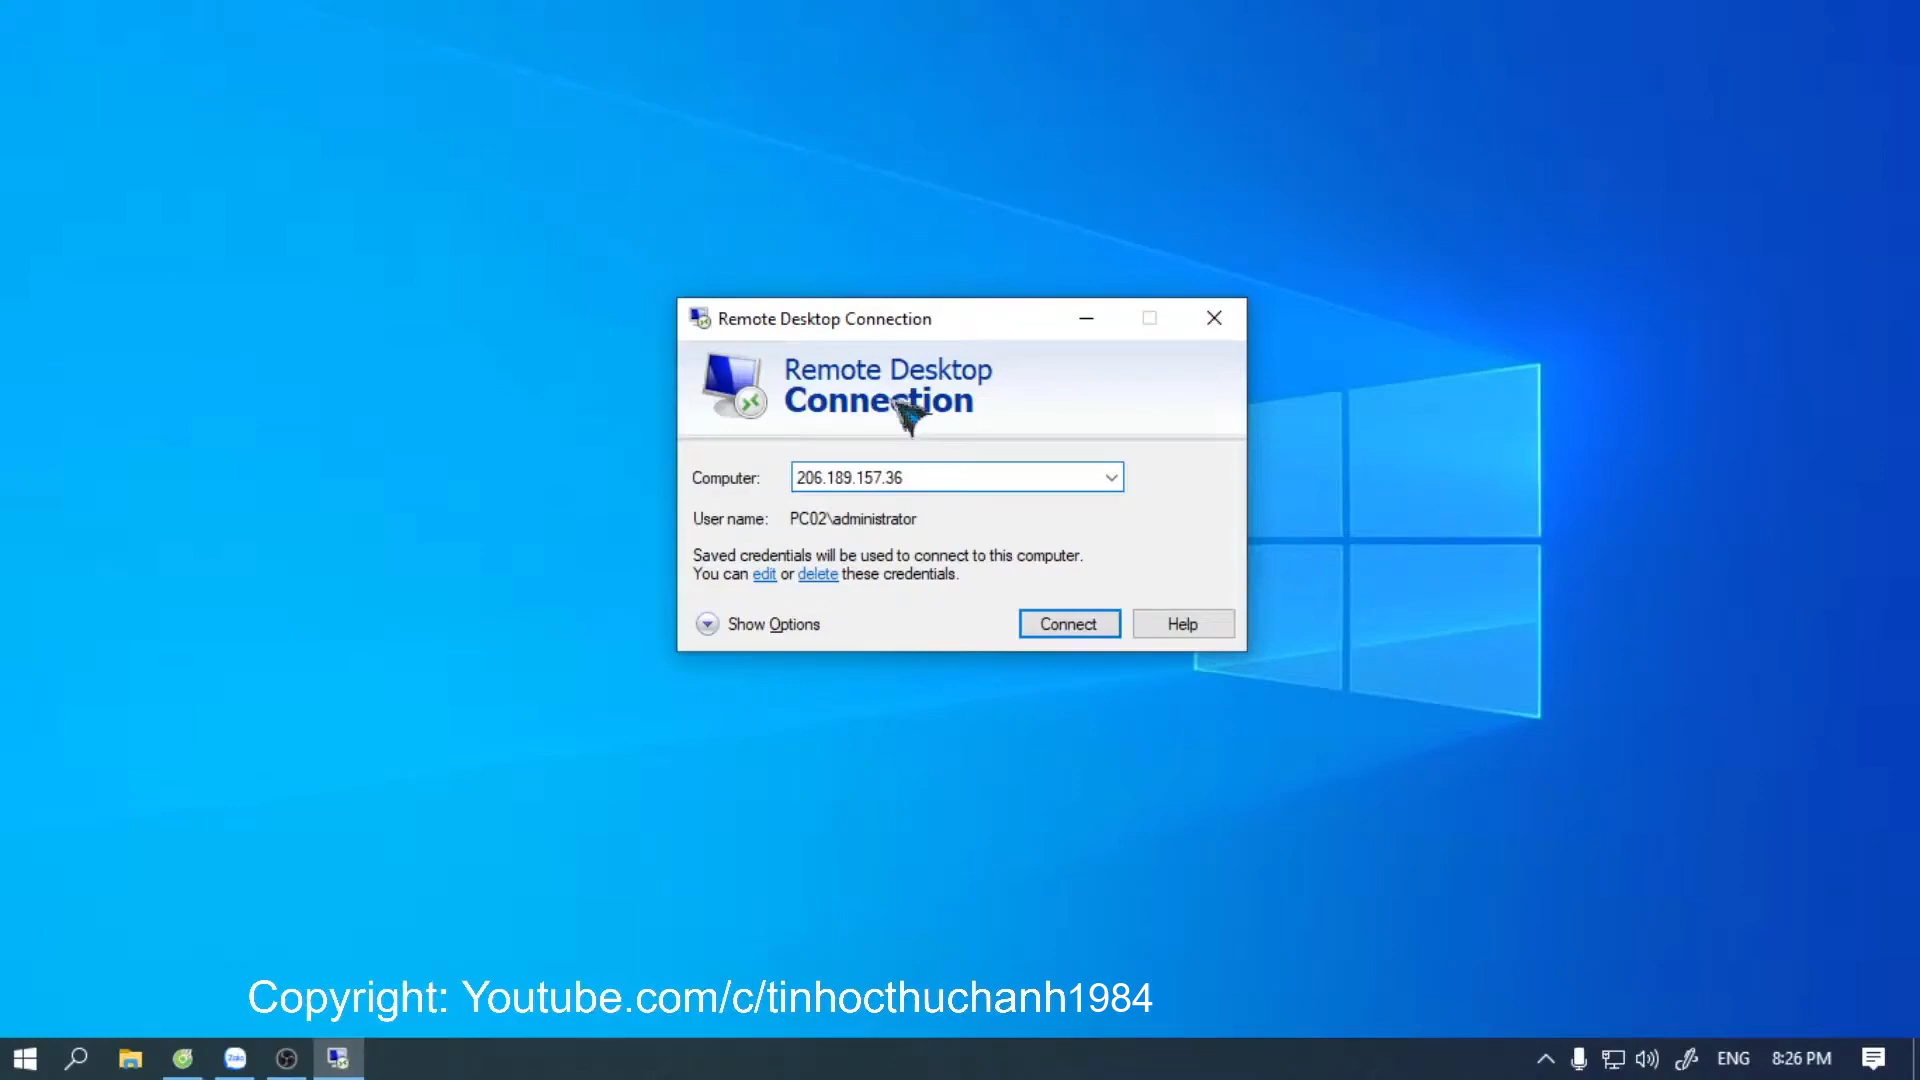 Remote Desktop Connection
Remote Desktop
Connection
Computer: 206.189.157.36
User name: PC02\administrator
Saved credentials will be used to connect to this computer.
You can edit or delete these credentials.
Show Options Connect Help
Copyright: Youtube.com/c/tinhocthuchanh1984
Zalo ENG 8:26 PM